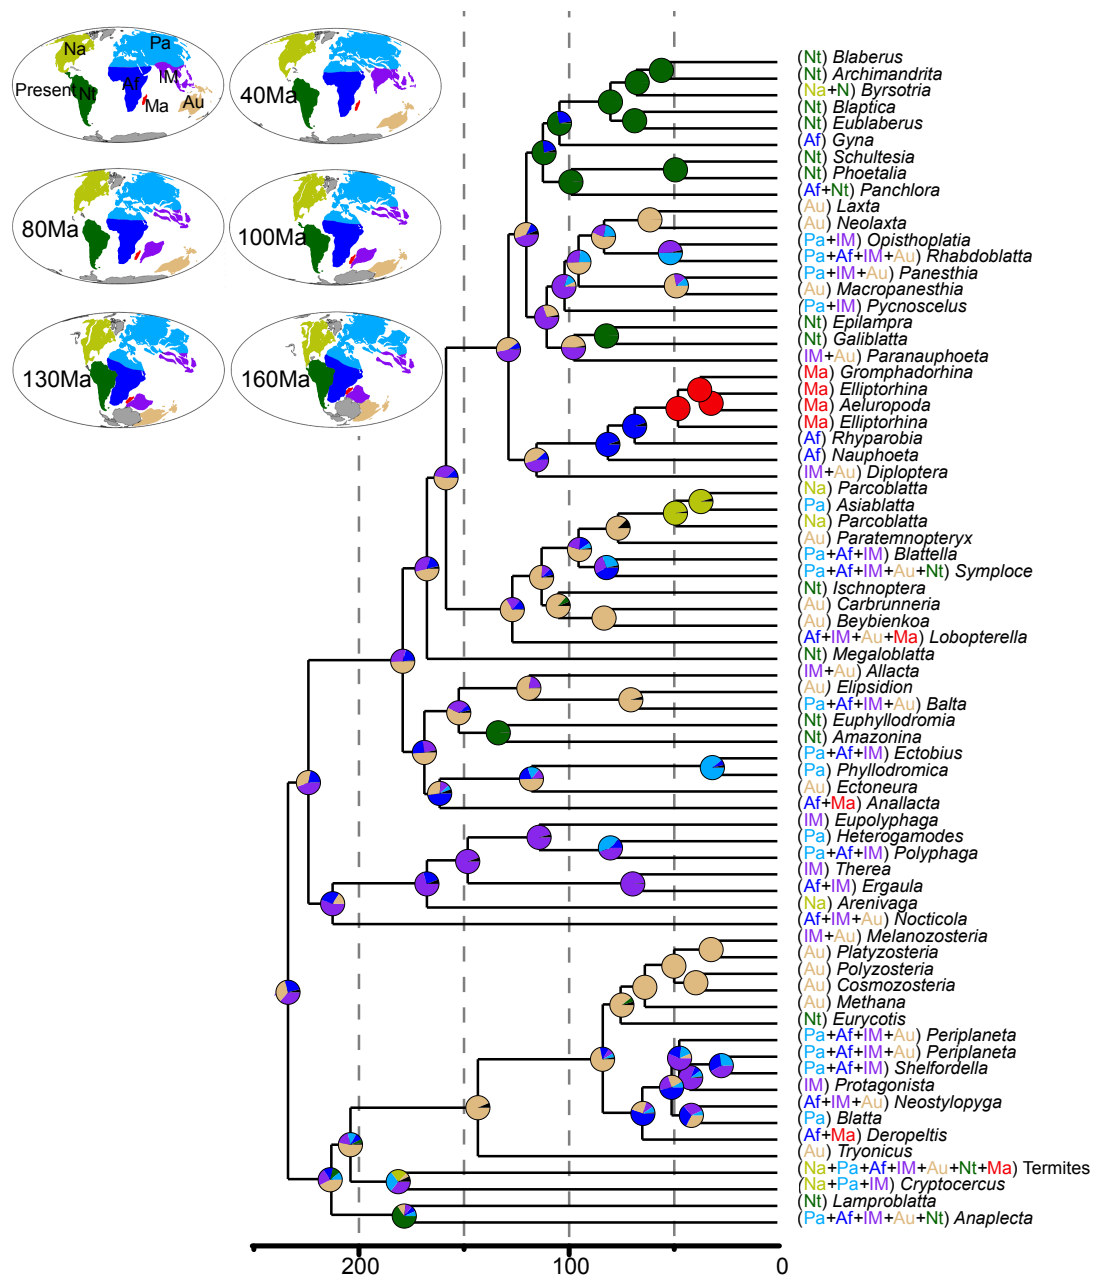 Na
Pa
Present
Nt
Af
IM
Ma
Au
40Ma
80Ma
100Ma
130Ma
160Ma
(Nt) Blaberus
(Nt) Archimandrita
(Na+N) Byrsotria
(Nt) Blaptica
(Nt) Eublaberus
(Af) Gyna
(Nt) Schultesia
(Nt) Phoetalia
(Af+Nt) Panchlora
(Au) Laxta
(Au) Neolaxta
(Pa+IM) Opisthoplatia
(Pa+Af+IM+Au) Rhabdoblatta
(Pa+IM+Au) Panesthia
(Au) Macropanesthia
(Pa+IM) Pycnoscelus
(Nt) Epilampra
(Nt) Galiblatta
(IM+Au) Paranauphoeta
(Ma) Gromphadorhina
(Ma) Elliptorhina
(Ma) Aeluropoda
(Ma) Elliptorhina
(Af) Rhyparobia
(Af) Nauphoeta
(IM+Au) Diploptera
(Na) Parcoblatta
(Pa) Asiablatta
(Na) Parcoblatta
(Au) Paratemnopteryx
(Pa+Af+IM) Blattella
(Pa+Af+IM+Au+Nt) Symploce
(Nt) Ischnoptera
(Au) Carbrunneria
(Au) Beybienkoa
(Af+IM+Au+Ma) Lobopterella
(Nt) Megaloblatta
(IM+Au) Allacta
(Au) Elipsidion
(Pa+Af+IM+Au) Balta
(Nt) Euphyllodromia
(Nt) Amazonina
(Pa+Af+IM) Ectobius
(Pa) Phyllodromica
(Au) Ectoneura
(Af+Ma) Anallacta
(IM) Eupolyphaga
(Pa) Heterogamodes
(Pa+Af+IM) Polyphaga
(IM) Therea
(Af+IM) Ergaula
(Na) Arenivaga
(Af+IM+Au) Nocticola
(IM+Au) Melanozosteria
(Au) Platyzosteria
(Au) Polyzosteria
(Au) Cosmozosteria
(Au) Methana
(Nt) Eurycotis
(Pa+Af+IM+Au) Periplaneta
(Pa+Af+IM+Au) Periplaneta
(Pa+Af+IM) Shelfordella
(IM) Protagonista
(Af+IM+Au) Neostylopyga
(Pa) Blatta
(Af+Ma) Deropeltis
(Au) Tryonicus
(Na+Pa+Af+IM+Au+Nt+Ma) Termites
(Na+Pa+IM) Cryptocercus
(Nt) Lamproblatta
(Pa+Af+IM+Au+Nt) Anaplecta
200 100 0